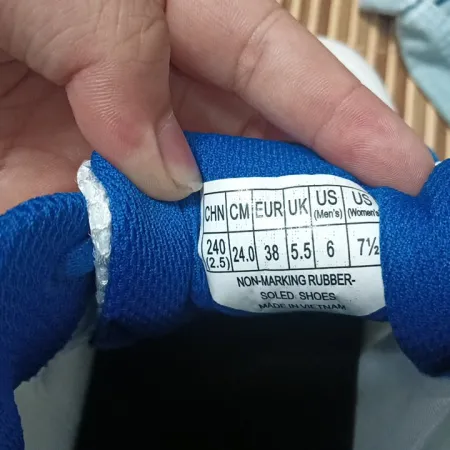 CHN CM EUR UK US (Men's) US (Women's)
240 (2.5) 24.0 38 5.5 6 7½
NON-MARKING RUBBER-
SOLED SHOES
MADE IN VIETNAM